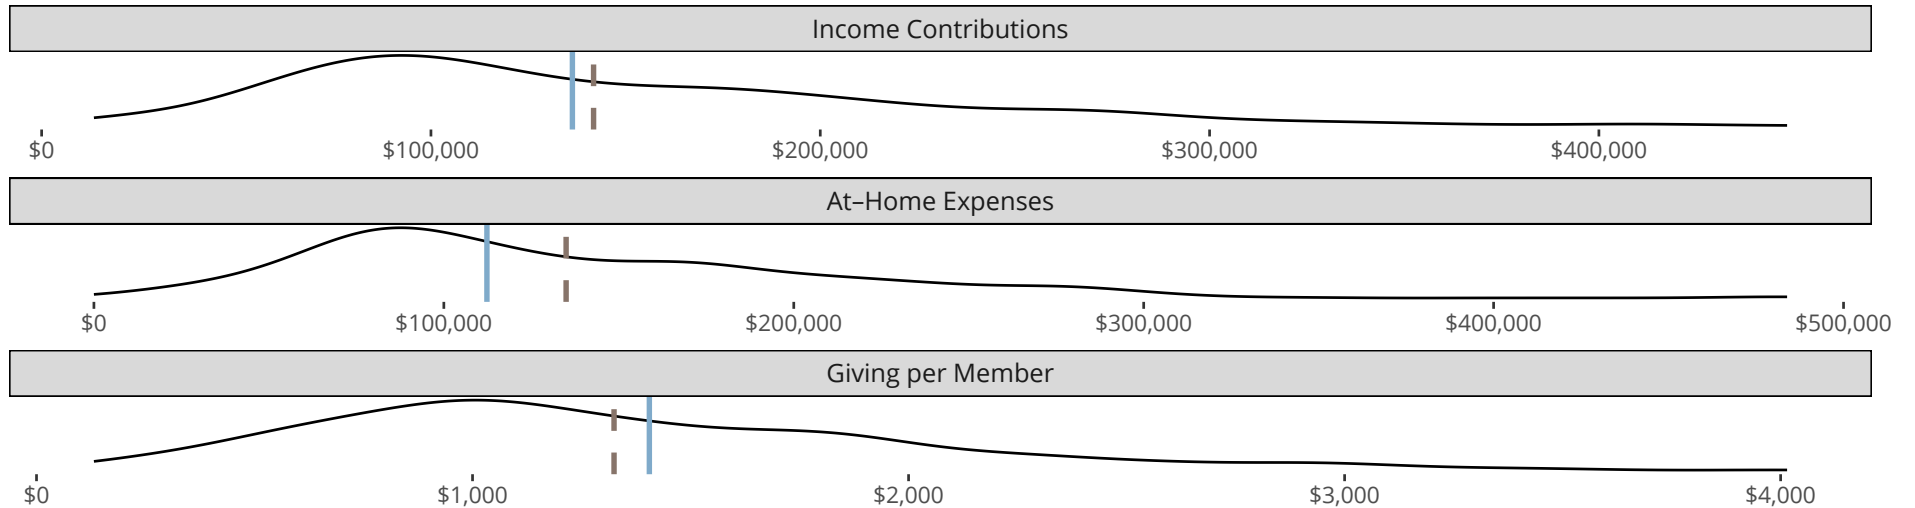 Income Contributions
$0 $100,000 $200,000 $300,000 $400,000
At–Home Expenses
$0 $100,000 $200,000 $300,000 $400,000 $500,000
Giving per Member
$0 $1,000 $2,000 $3,000 $4,000